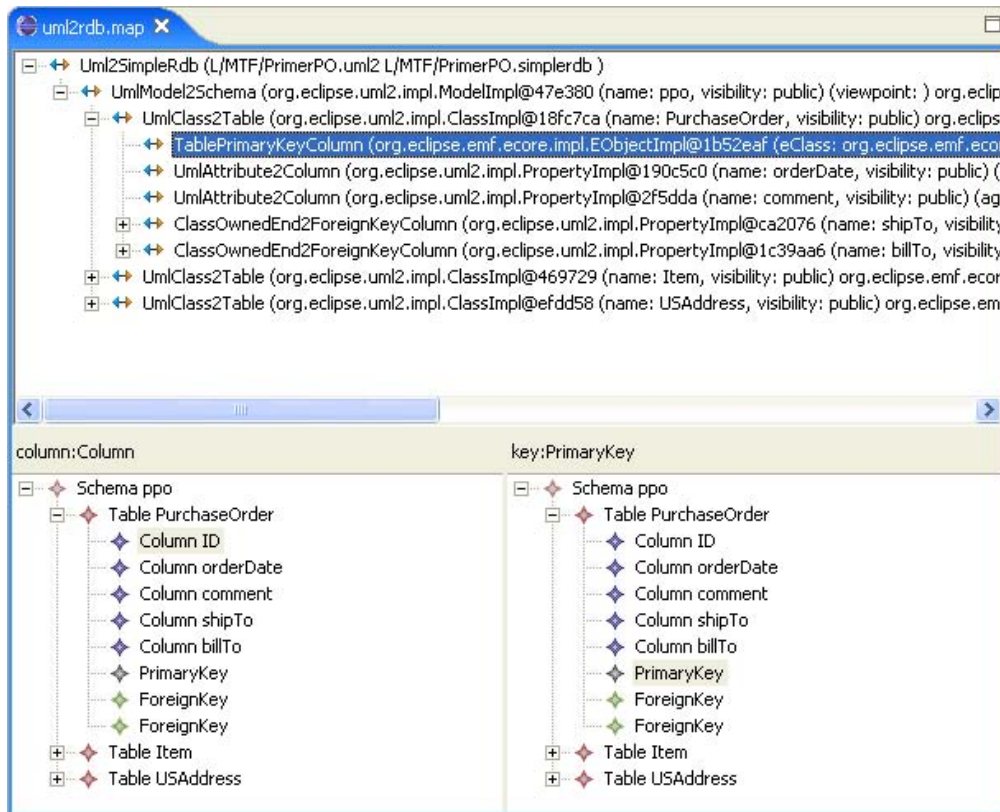 uml2rdb.map
Uml2SimpleRdb (L/MTF/PrimerPO.uml2 L/MTF/PrimerPO.simplerdb )
UmlModel2Schema (org.eclipse.uml2.impl.ModelImpl@47e380 (name: ppo, visibility: public) (viewpoint: ) org.eclip
UmlClass2Table (org.eclipse.uml2.impl.ClassImpl@18fc7ca (name: PurchaseOrder, visibility: public) org.eclips
TablePrimaryKeyColumn (org.eclipse.emf.ecore.impl.EObjectImpl@1b52eaf (eClass: org.eclipse.emf.eco
UmlAttribute2Column (org.eclipse.uml2.impl.PropertyImpl@190c5c0 (name: orderDate, visibility: public) (
UmlAttribute2Column (org.eclipse.uml2.impl.PropertyImpl@2f5dda (name: comment, visibility: public) (ag
ClassOwnedEnd2ForeignKeyColumn (org.eclipse.uml2.impl.PropertyImpl@ca2076 (name: shipTo, visibility
ClassOwnedEnd2ForeignKeyColumn (org.eclipse.uml2.impl.PropertyImpl@1c39aa6 (name: billTo, visibility
UmlClass2Table (org.eclipse.uml2.impl.ClassImpl@469729 (name: Item, visibility: public) org.eclipse.emf.ecor
UmlClass2Table (org.eclipse.uml2.impl.ClassImpl@efdd58 (name: USAddress, visibility: public) org.eclipse.em
column:Column
Schema ppo
Table PurchaseOrder
Column ID
Column orderDate
Column comment
Column shipTo
Column billTo
PrimaryKey
ForeignKey
ForeignKey
Table Item
Table USAddress
key:PrimaryKey
Schema ppo
Table PurchaseOrder
Column ID
Column orderDate
Column comment
Column shipTo
Column billTo
PrimaryKey
ForeignKey
ForeignKey
Table Item
Table USAddress